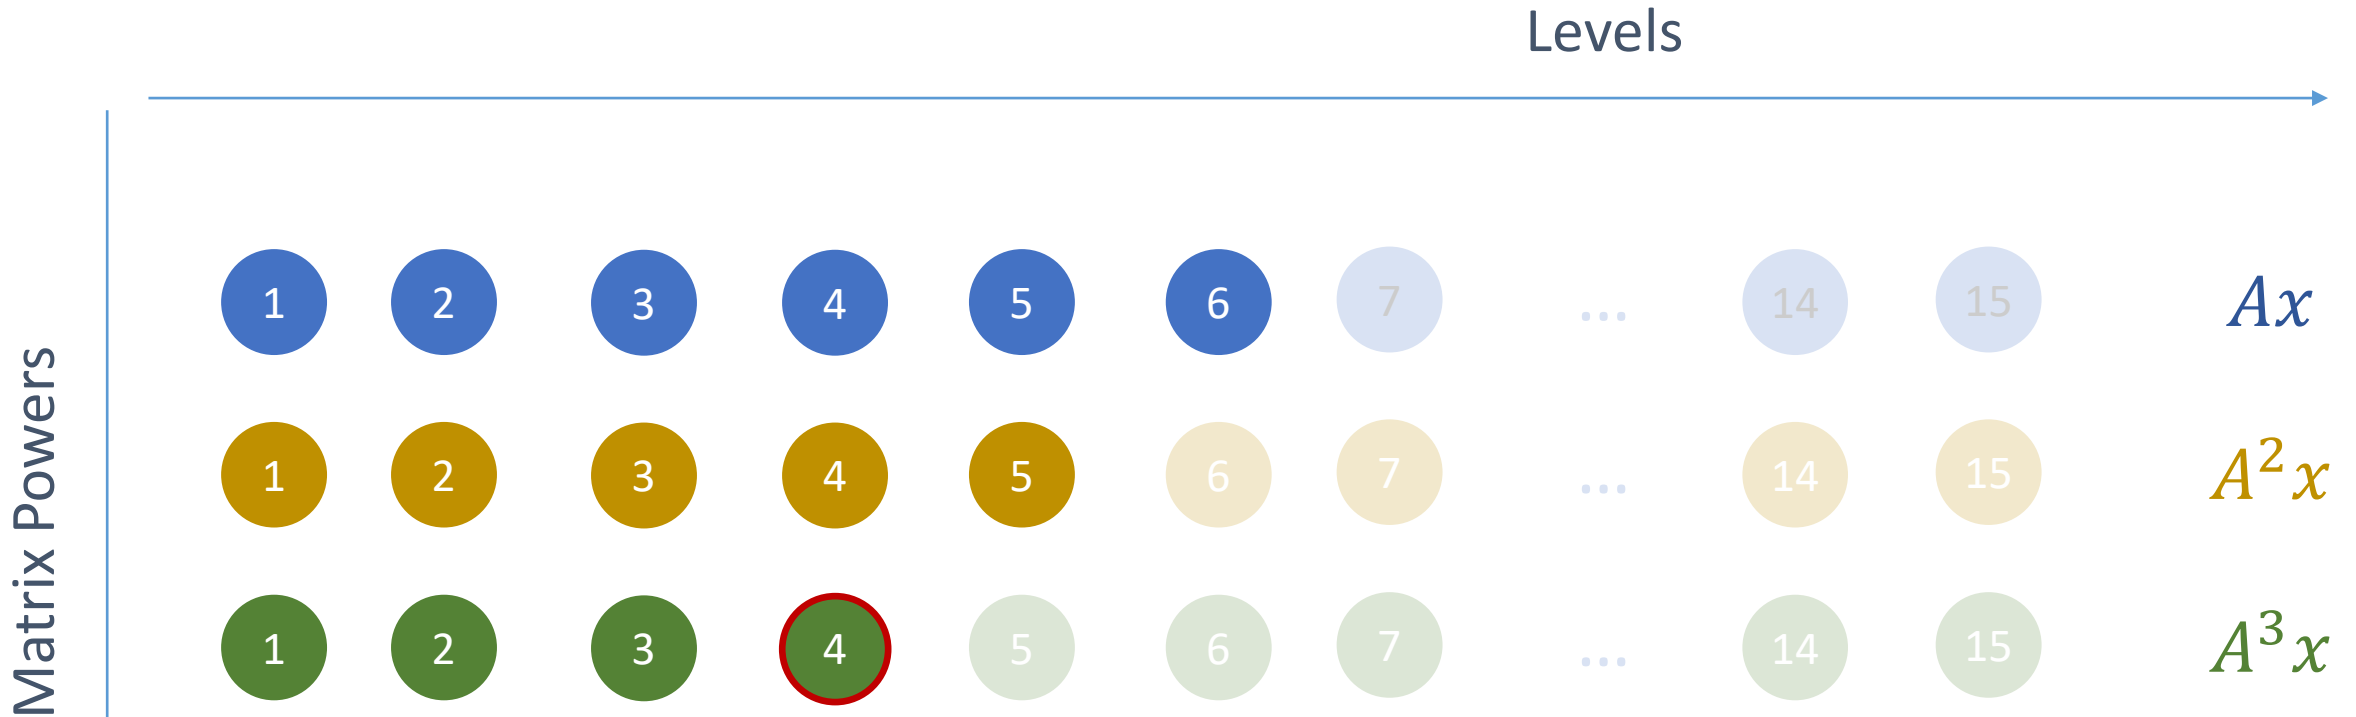 Levels
Matrix Powers
1 2 3 4 5 6 7 ... 14 15 Ax
1 2 3 4 5 6 7 ... 14 15 A²x
1 2 3 4 5 6 7 ... 14 15 A³x